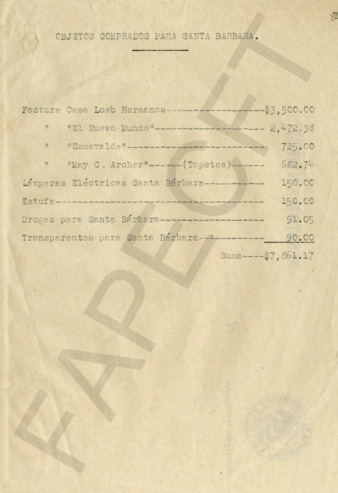 OBJETOS COMPRADOS PARA SANTA BARBARA.
Factura Casa Loeb Hermanos------------------$3,500.00
" "El Nuevo Mundo"--------------------- 2,472.38
" "Esmeralda"-------------------------- 725.00
" "May C. Archer"-----(Tapetes)------- 682.74
Lámparas Eléctricas Santa Bárbara----------- 150.00
Estufa-------------------------------------- 150.00
Drogas para Santa Bárbara------------------- 91.05
Transparentes para Santa Bárbara------------ 90.00
Suma----$7,861.17
FAPECFT